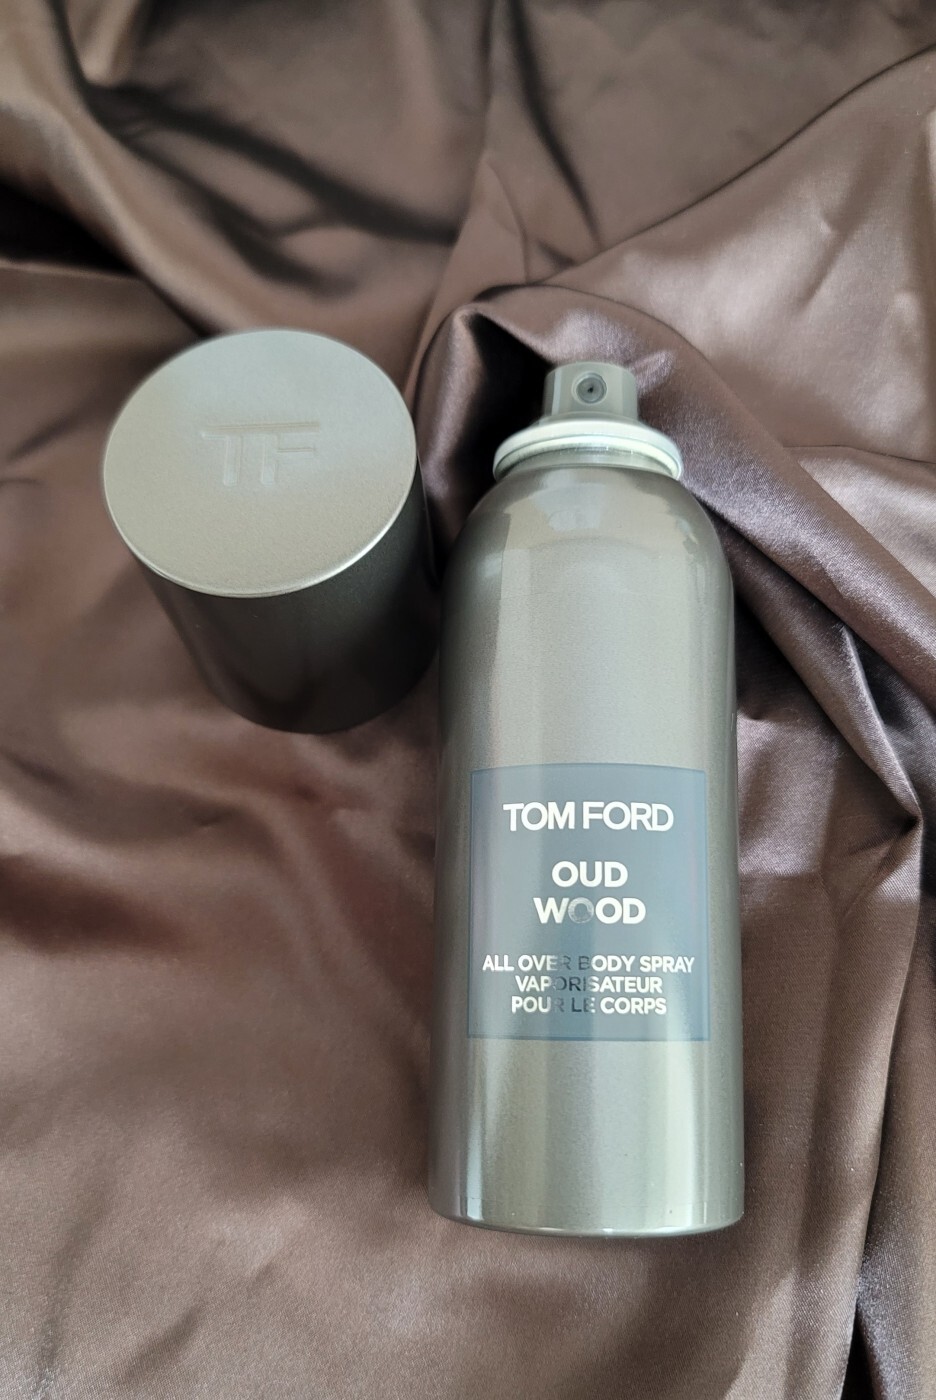 TF
TOM FORD
OUD
WOOD
ALL OVER BODY SPRAY
VAPORISATEUR
POUR LE CORPS